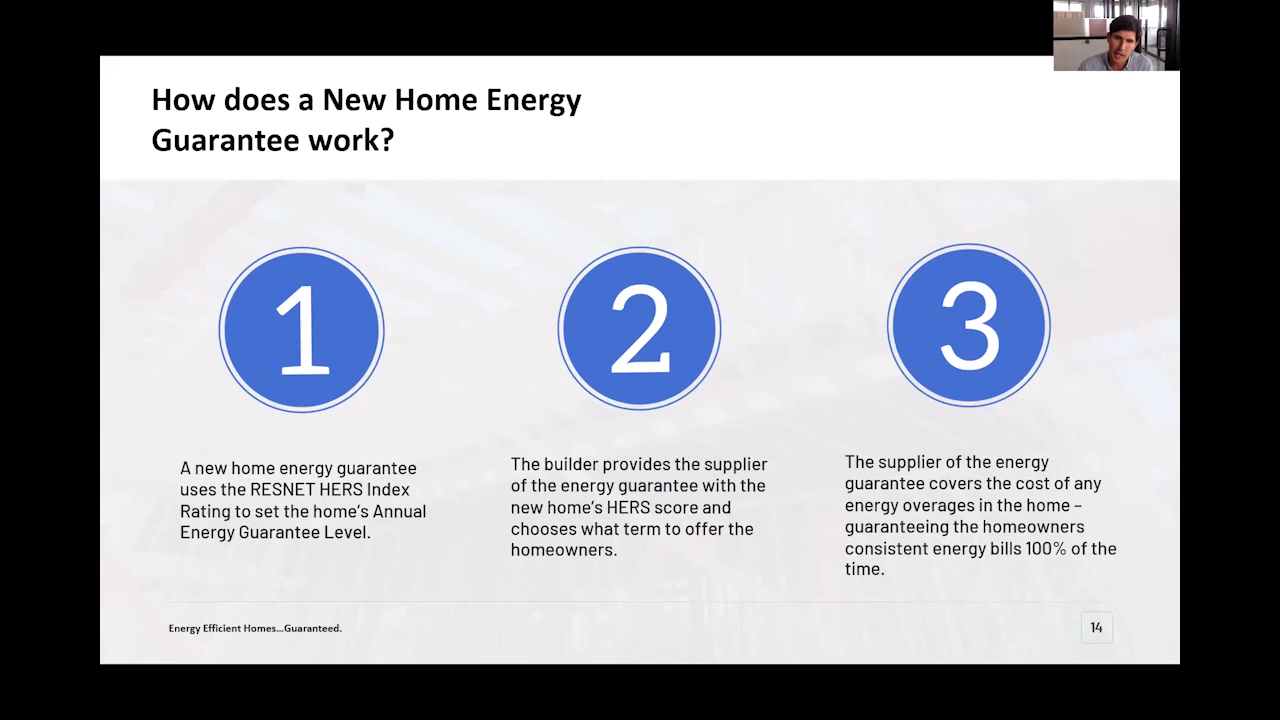 How does a New Home Energy
Guarantee work?
1
2
3
A new home energy guarantee
uses the RESNET HERS Index
Rating to set the home’s Annual
Energy Guarantee Level.
The builder provides the supplier
of the energy guarantee with the
new home’s HERS score and
chooses what term to offer the
homeowners.
The supplier of the energy
guarantee covers the cost of any
energy overages in the home –
guaranteeing the homeowners
consistent energy bills 100% of the
time.
Energy Efficient Homes...Guaranteed.
14